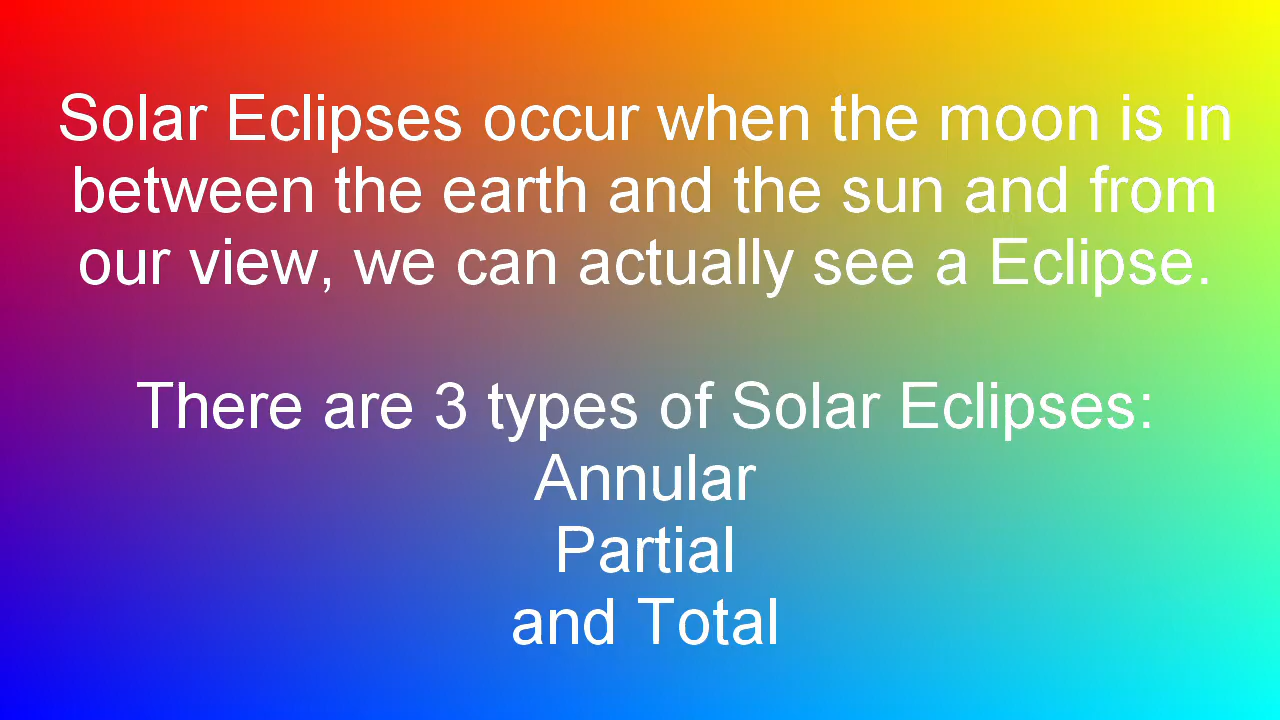 Solar Eclipses occur when the moon is in
between the earth and the sun and from
our view, we can actually see a Eclipse.
There are 3 types of Solar Eclipses:
Annular
Partial
and Total